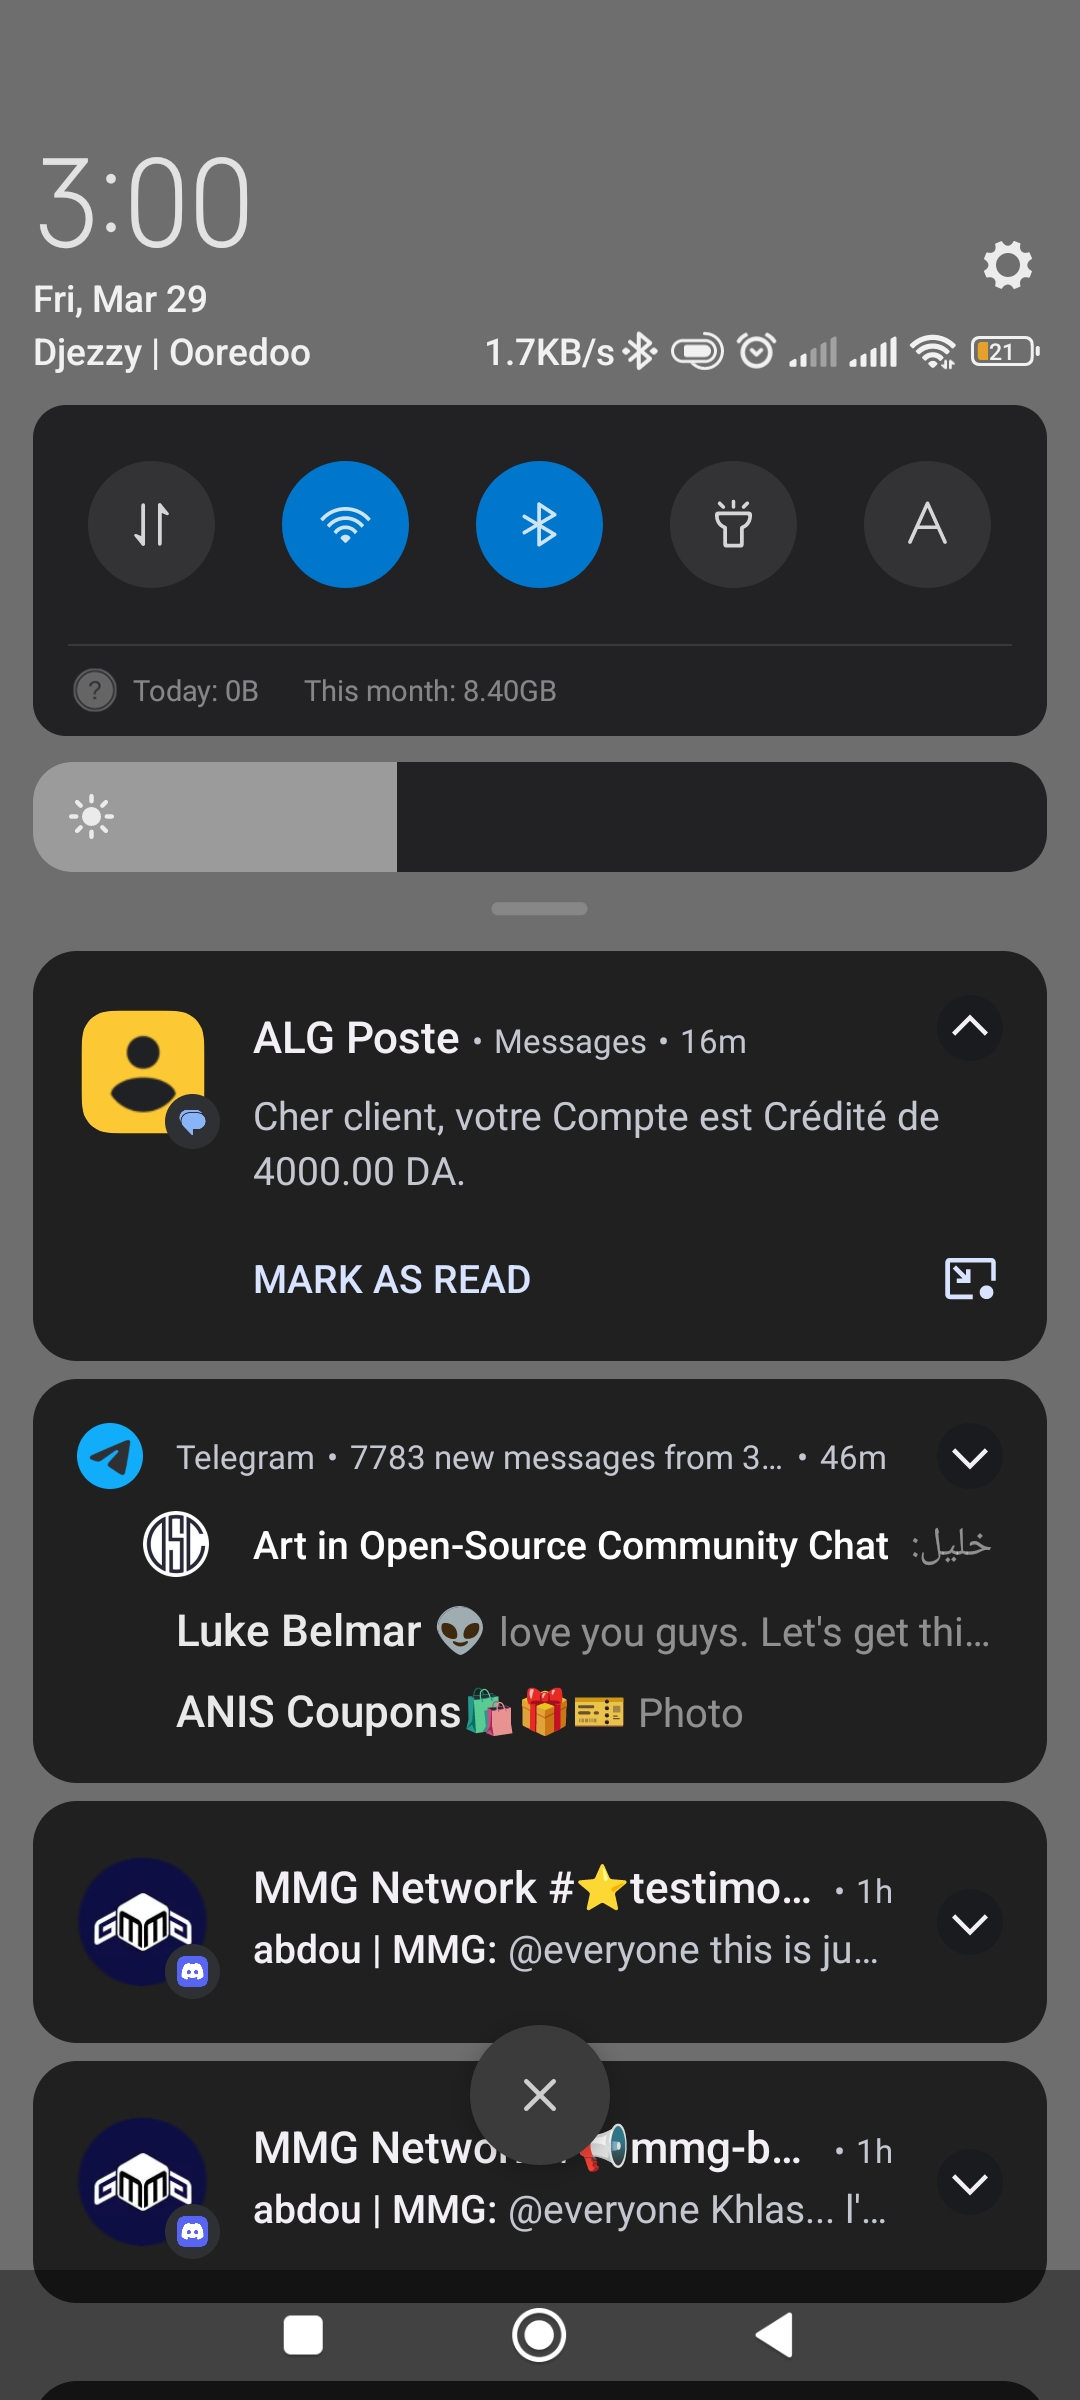 3:00
Fri, Mar 29
Djezzy | Ooredoo 1.7KB/s 21
A
? Today: 0B This month: 8.40GB
ALG Poste • Messages • 16m
Cher client, votre Compte est Crédité de
4000.00 DA.
MARK AS READ
Telegram • 7783 new messages from 3… • 46m
Art in Open-Source Community Chat خليل:
Luke Belmar 👽 love you guys. Let's get thi…
ANIS Coupons🛍️🎁🎫 Photo
MMG Network #⭐testimo… • 1h
abdou | MMG: @everyone this is ju…
MMG 📢mmg-b… • 1h
abdou | MMG: @everyone Khlas... l'…